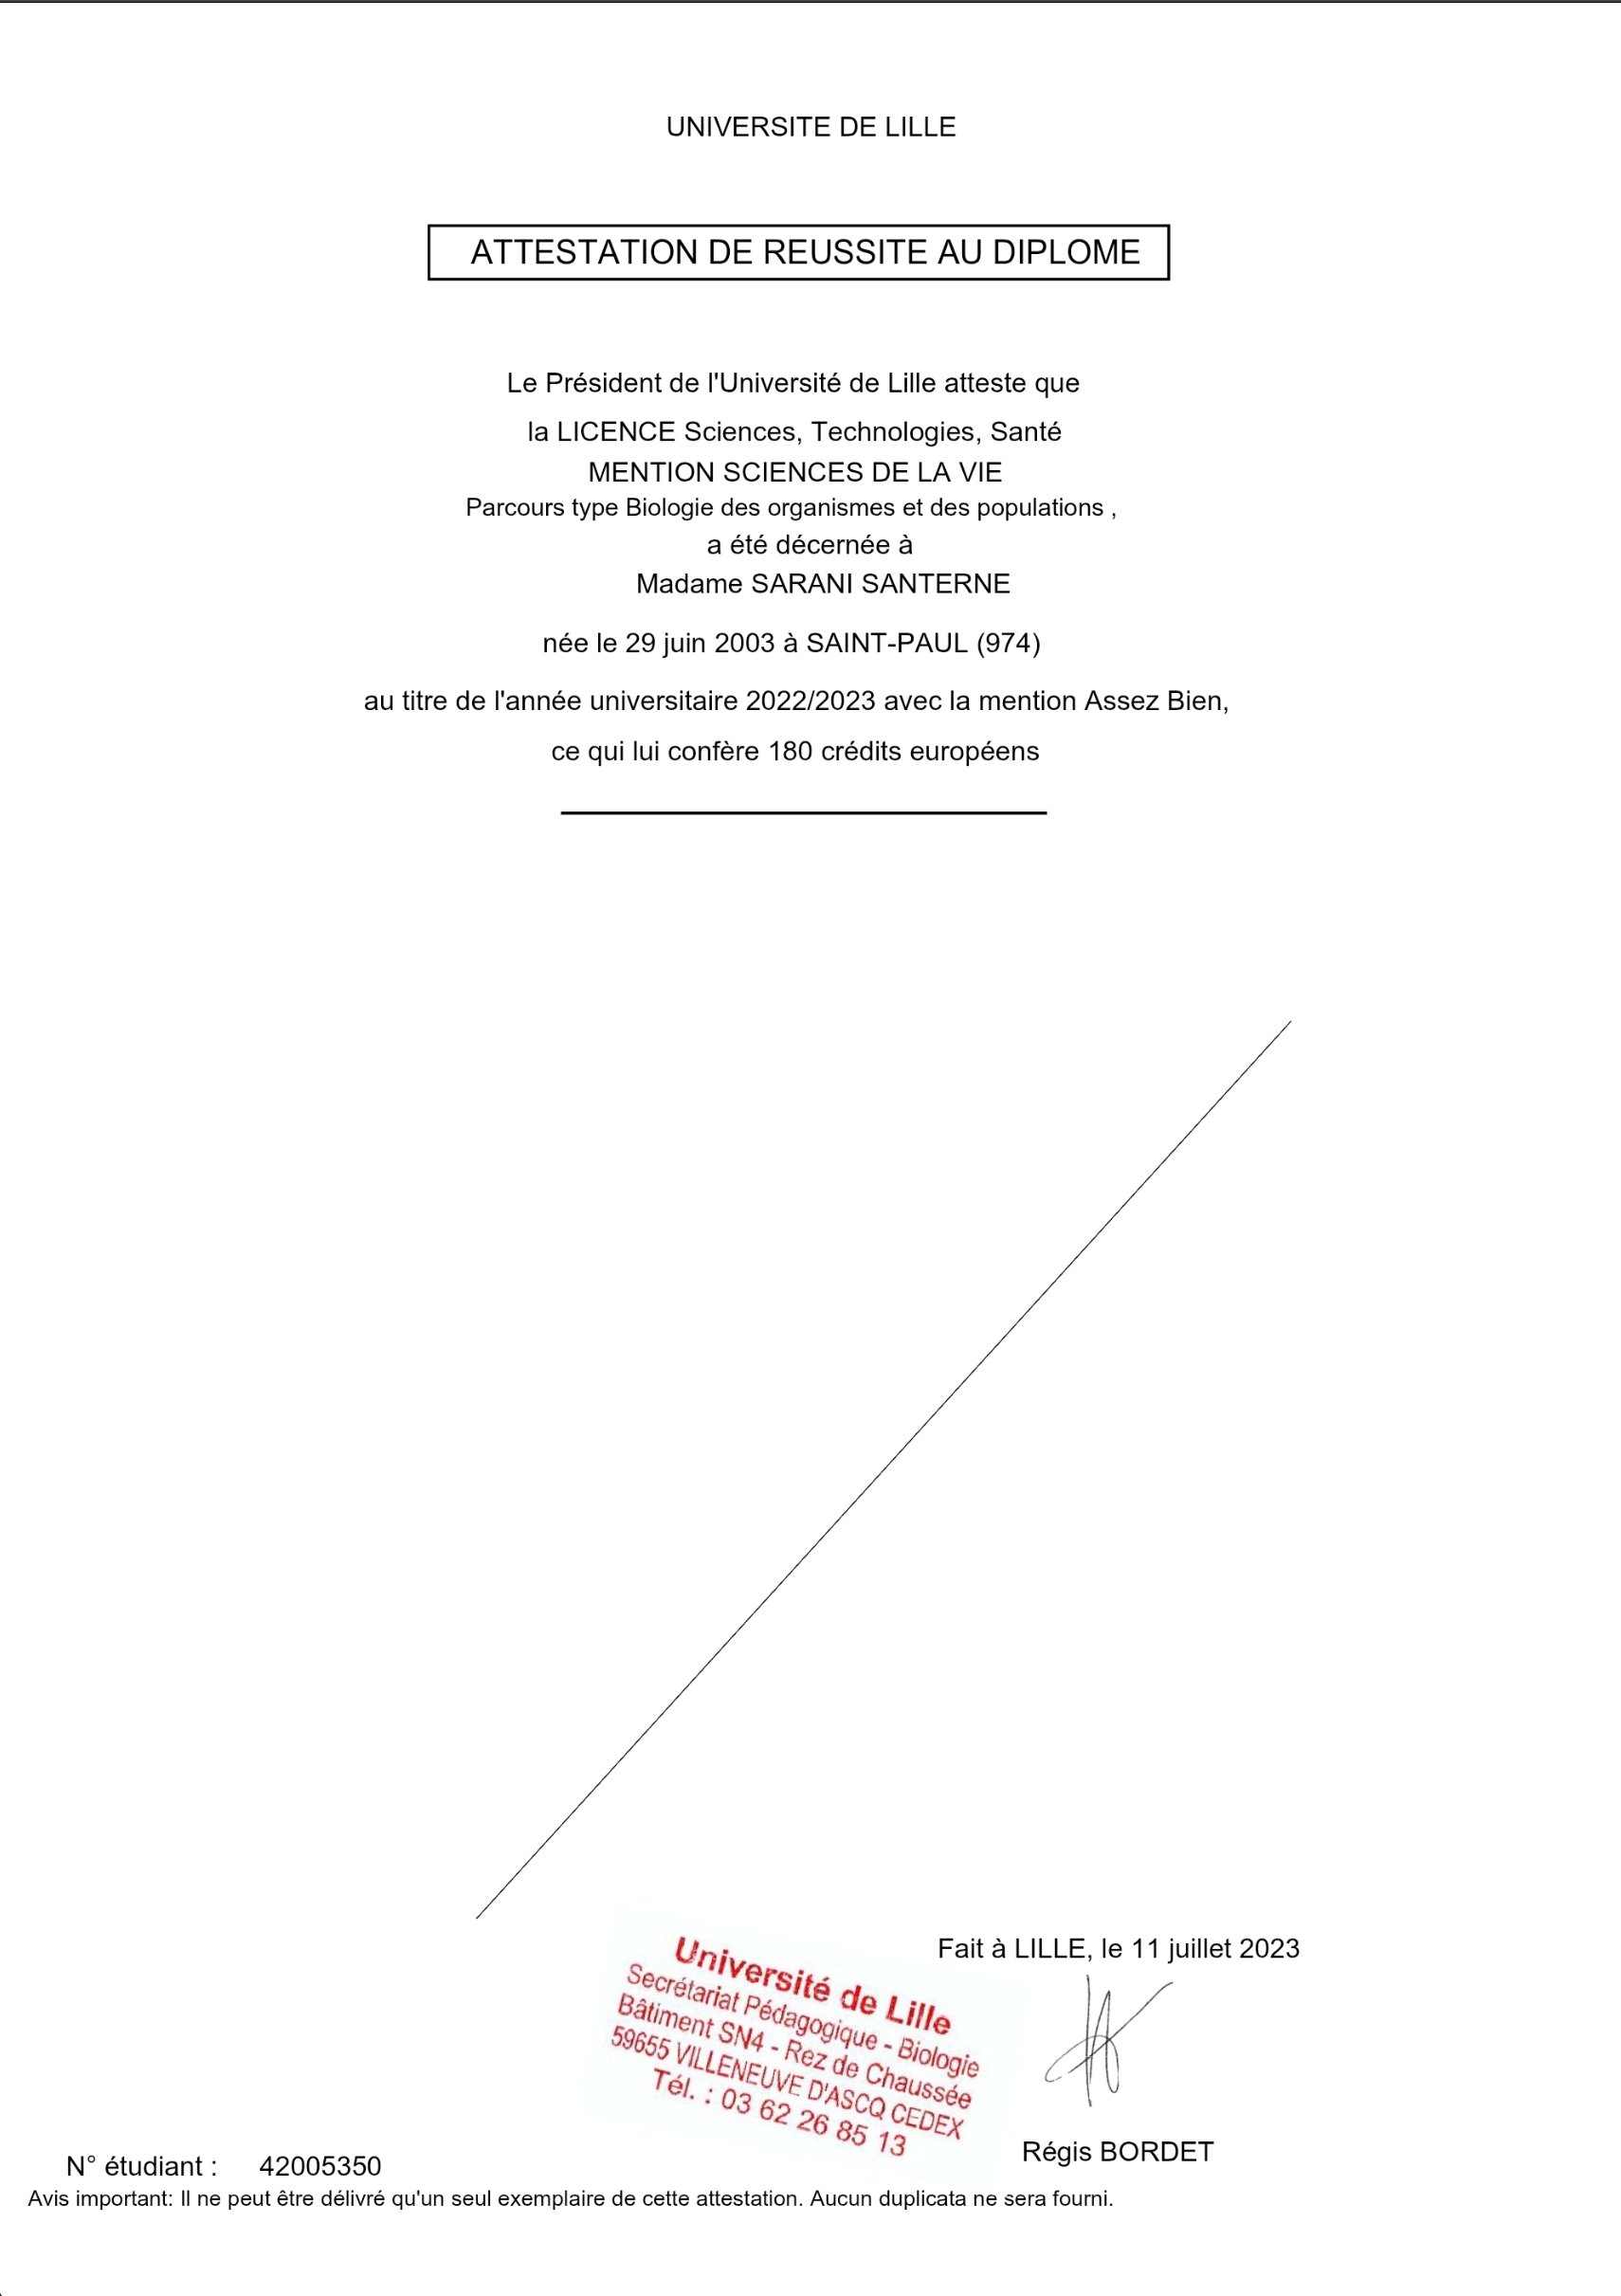 UNIVERSITE DE LILLE
ATTESTATION DE REUSSITE AU DIPLOME
Le Président de l'Université de Lille atteste que
la LICENCE Sciences, Technologies, Santé
MENTION SCIENCES DE LA VIE
Parcours type Biologie des organismes et des populations ,
a été décernée à
Madame SARANI SANTERNE
née le 29 juin 2003 à SAINT-PAUL (974)
au titre de l'année universitaire 2022/2023 avec la mention Assez Bien,
ce qui lui confère 180 crédits européens
Fait à LILLE, le 11 juillet 2023
Université de Lille
Secrétariat Pédagogique - Biologie
Bâtiment SN4 - Rez de Chaussée
59655 VILLENEUVE D'ASCQ CEDEX
Tél. : 03 62 26 85 13
Régis BORDET
N° étudiant : 42005350
Avis important: Il ne peut être délivré qu'un seul exemplaire de cette attestation. Aucun duplicata ne sera fourni.